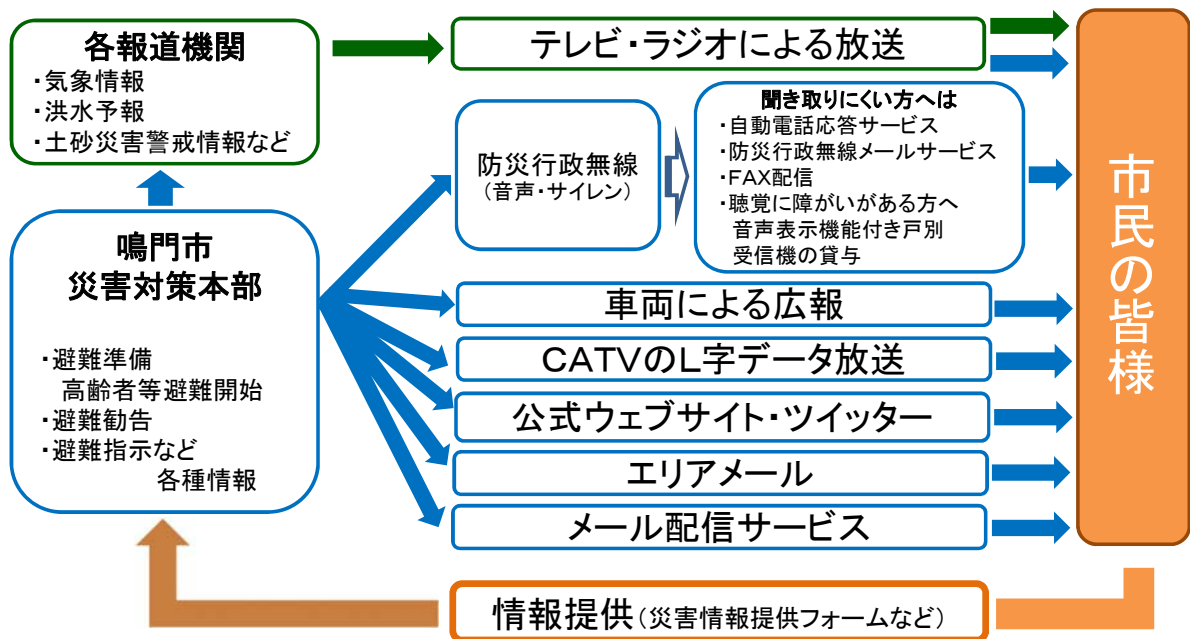 各報道機関
・気象情報
・洪水予報
・土砂災害警戒情報など
鳴門市
災害対策本部
・避難準備
高齢者等避難開始
・避難勧告
・避難指示など
各種情報
テレビ・ラジオによる放送
防災行政無線
（音声・サイレン）
聞き取りにくい方へは
・自動電話応答サービス
・防災行政無線メールサービス
・FAX配信
・聴覚に障がいがある方へ
音声表示機能付き戸別
受信機の貸与
車両による広報
CATVのL字データ放送
公式ウェブサイト・ツイッター
エリアメール
メール配信サービス
情報提供（災害情報提供フォームなど）
市民の皆様